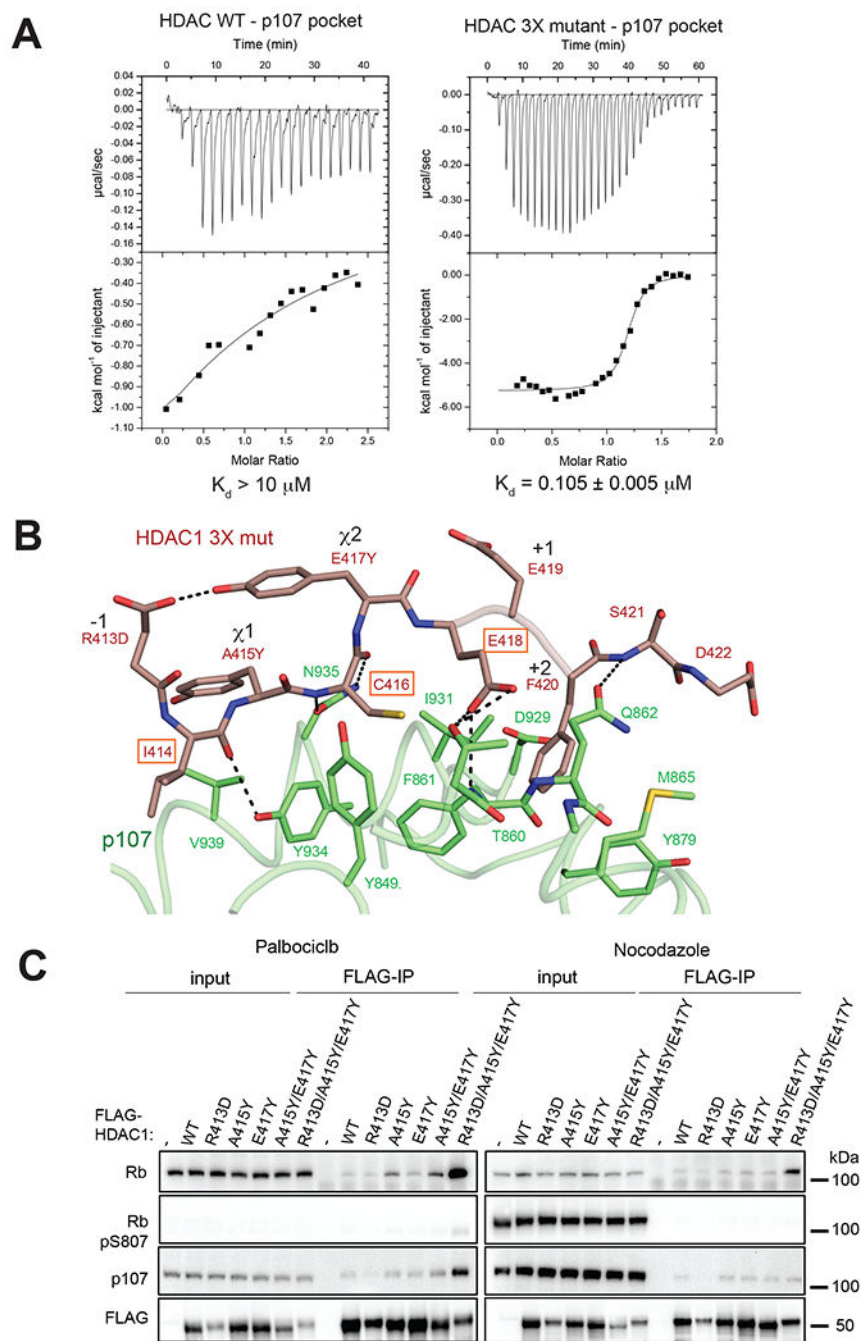 A
HDAC WT - p107 pocket
Time (min)
0 10 20 30 40
0.04
0.02
0.00
-0.02
-0.04
-0.06
-0.08
-0.10
-0.12
-0.14
-0.16
µcal/sec
-0.30
-0.40
-0.50
-0.60
-0.70
-0.80
-0.90
-1.00
-1.10
kcal mol-1 of injectant
0.0 0.5 1.0 1.5 2.0 2.5
Molar Ratio
Kd > 10 µM
HDAC 3X mutant - p107 pocket
Time (min)
0 5 10 15 20 25 30 35 40 45 50 55 60
0.00
-0.10
-0.20
-0.30
-0.40
µcal/sec
0.00
-2.00
-4.00
-6.00
kcal mol-1 of injectant
0.0 0.5 1.0 1.5 2.0
Molar Ratio
Kd = 0.105 ± 0.005 µM
B
HDAC1 3X mut
χ2
E417Y
+1
E419
-1
R413D
χ1
A415Y
S421
E418
D422
N935
C416
+2
F420
I931
D929
Q862
I414
F861
M865
p107
V939
Y934
T860
Y879
Y849.
C
Palbociclb
Nocodazole
input
FLAG-IP
input
FLAG-IP
FLAG-
HDAC1:
- WT R413D A415Y E417Y A415Y/E417Y R413D/A415Y/E417Y
- WT R413D A415Y E417Y A415Y/E417Y R413D/A415Y/E417Y
- WT R413D A415Y E417Y A415Y/E417Y R413D/A415Y/E417Y
- WT R413D A415Y E417Y A415Y/E417Y R413D/A415Y/E417Y
kDa
Rb
100
Rb
pS807
100
p107
100
FLAG
50